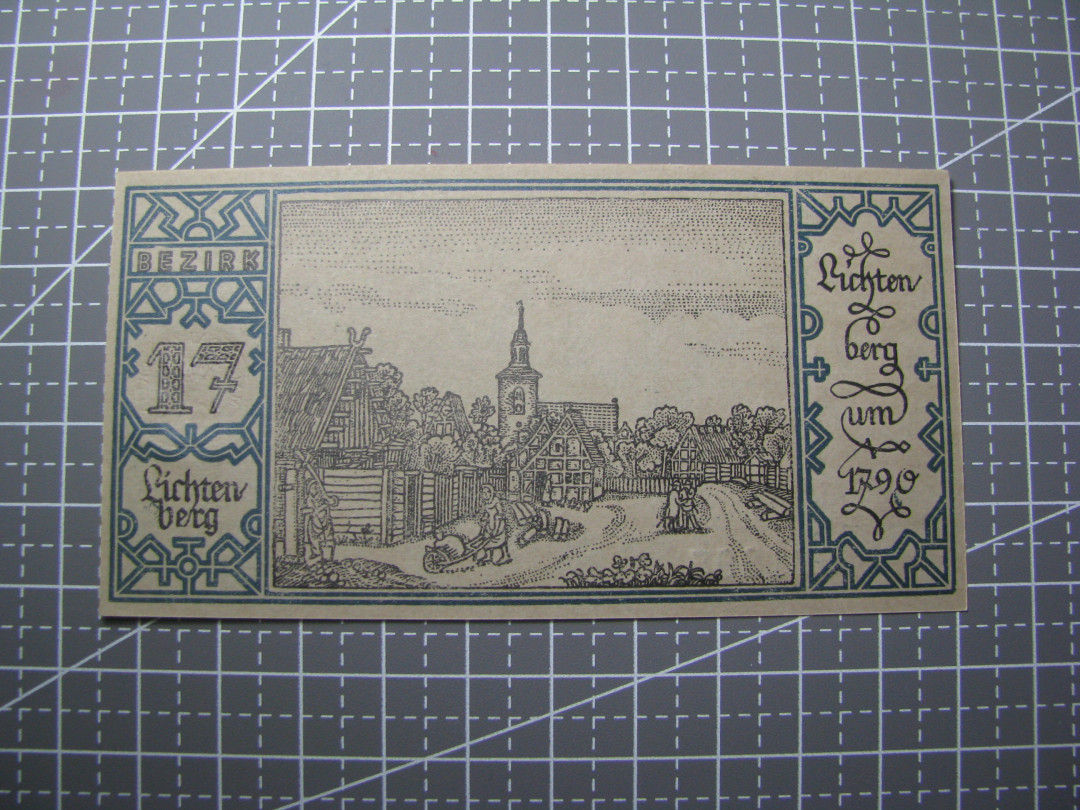 BEZIRK
17
Lichten-
berg
Lichten-
berg
um
1790